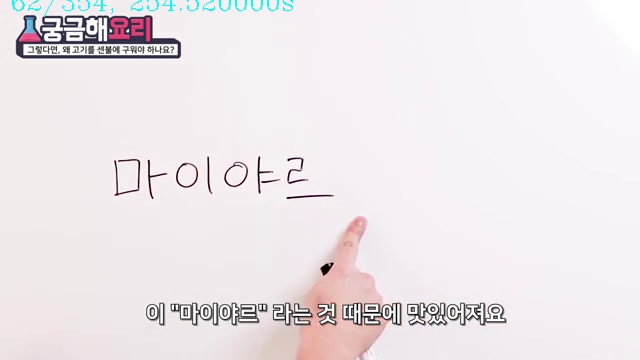 62/354, 254.520000s
궁금해요리
그렇다면, 왜 고기를 센불에 구워야 하나요?
마이야르
이 "마이야르" 라는 것 때문에 맛있어져요